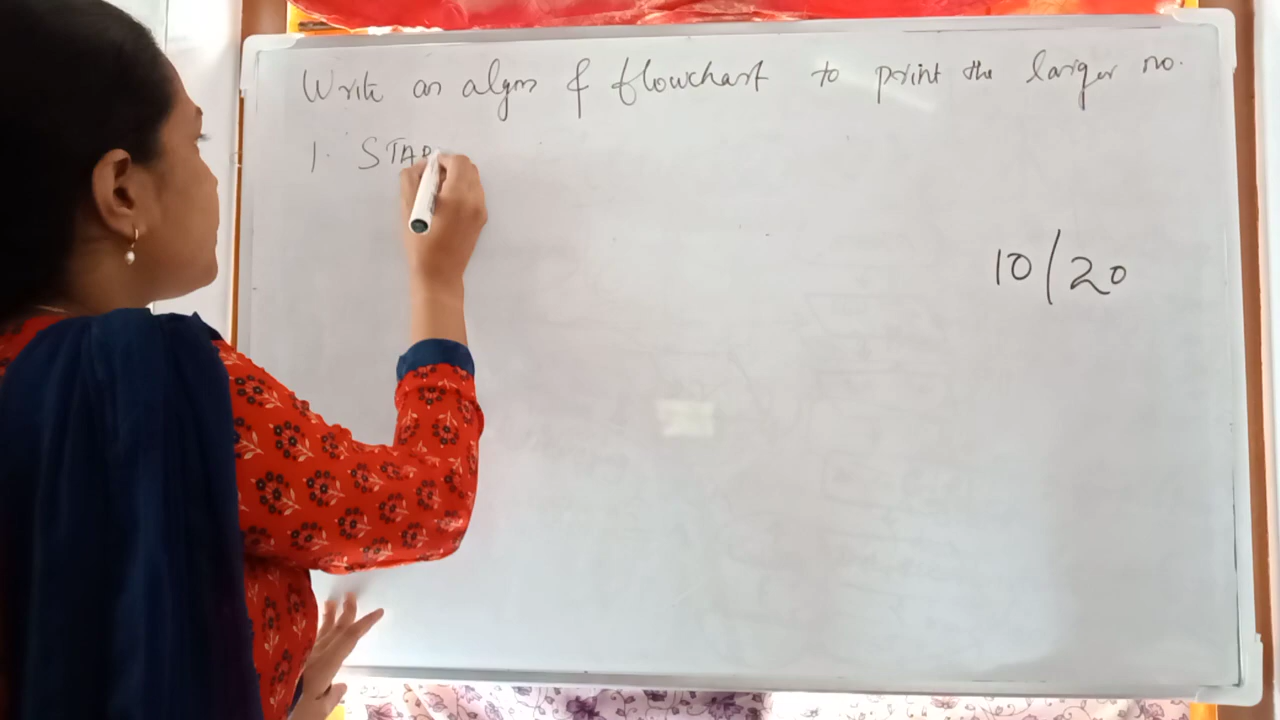 Write an algm & flowchart to print the larger no.
1. STAR
10/20